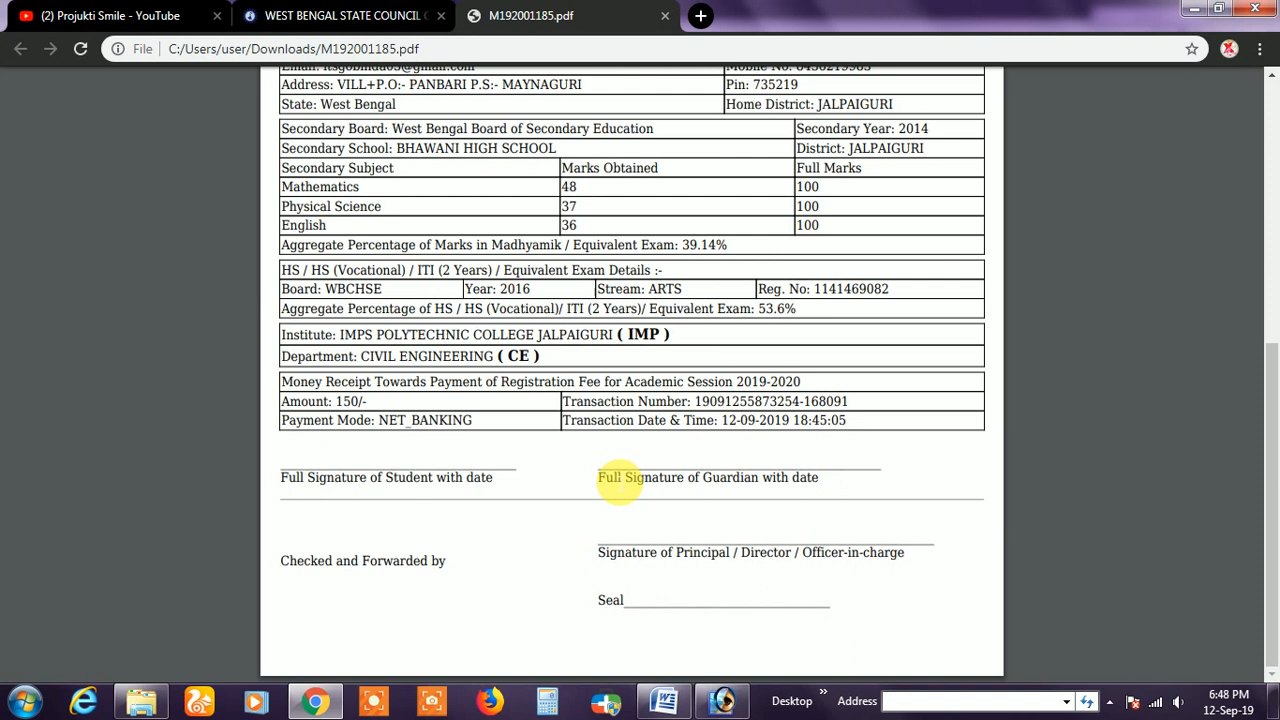 (2) Projukti Smile - YouTube
WEST BENGAL STATE COUNCIL
M192001185.pdf
File C:/Users/user/Downloads/M192001185.pdf
Address: VILL+P.O:- PANBARI P.S:- MAYNAGURI Pin: 735219
State: West Bengal Home District: JALPAIGURI
Secondary Board: West Bengal Board of Secondary Education Secondary Year: 2014
Secondary School: BHAWANI HIGH SCHOOL District: JALPAIGURI
Secondary Subject Marks Obtained Full Marks
Mathematics 48 100
Physical Science 37 100
English 36 100
Aggregate Percentage of Marks in Madhyamik / Equivalent Exam: 39.14%
HS / HS (Vocational) / ITI (2 Years) / Equivalent Exam Details :-
Board: WBCHSE Year: 2016 Stream: ARTS Reg. No: 1141469082
Aggregate Percentage of HS / HS (Vocational)/ ITI (2 Years)/ Equivalent Exam: 53.6%
Institute: IMPS POLYTECHNIC COLLEGE JALPAIGURI ( IMP )
Department: CIVIL ENGINEERING ( CE )
Money Receipt Towards Payment of Registration Fee for Academic Session 2019-2020
Amount: 150/- Transaction Number: 19091255873254-168091
Payment Mode: NET_BANKING Transaction Date & Time: 12-09-2019 18:45:05
Full Signature of Student with date Full Signature of Guardian with date
Signature of Principal / Director / Officer-in-charge
Checked and Forwarded by
Seal
Desktop » Address 6:48 PM
12-Sep-19